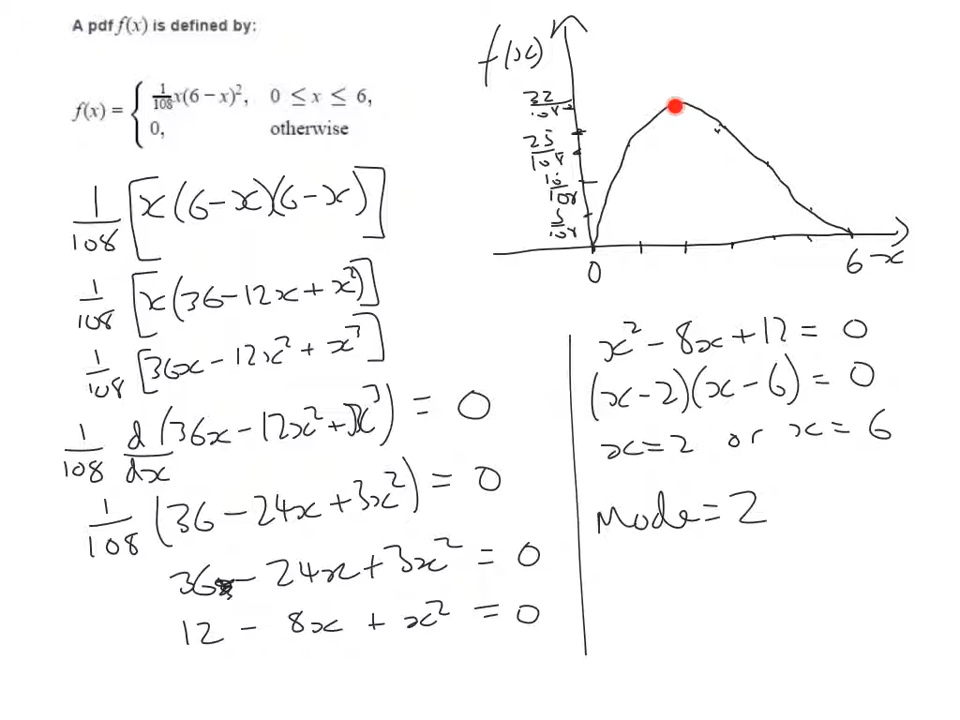 A pdf f(x) is defined by:
f(x) = { 1/108 x(6 − x)², 0 ≤ x ≤ 6,
0, otherwise
1/108 [x(6-x)(6-x)]
1/108 [x(36-12x+x²)]
1/108 [36x-12x²+x³]
1/108 d/dx (36x-12x²+x³) = 0
1/108 (36-24x+3x²) = 0
36 - 24x+3x² = 0
12 - 8x + x² = 0
f(x)
32/108
25/108
10/108
5/108
0
6 x
x² - 8x+12 = 0
(x-2)(x-6) = 0
x=2 or x=6
Mode=2